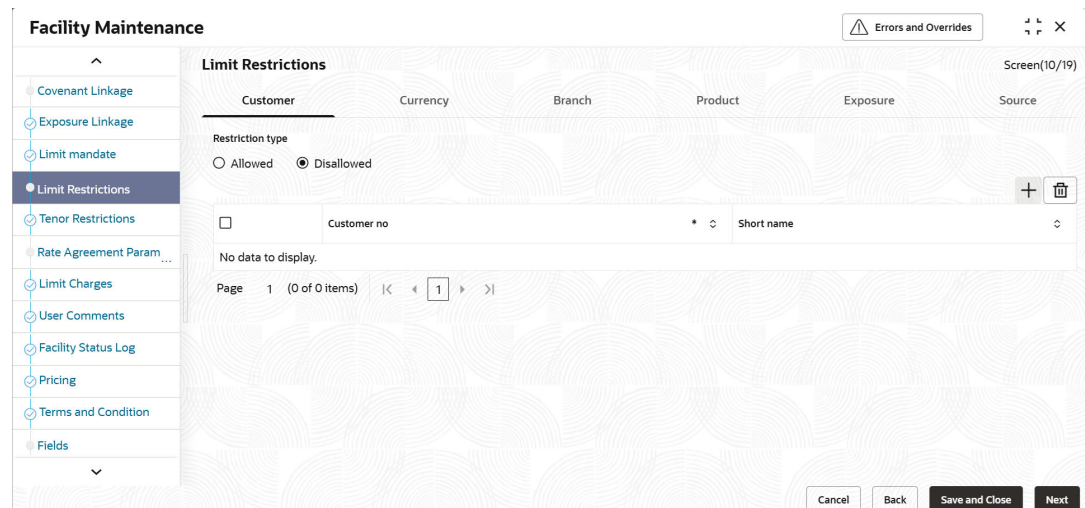 Facility Maintenance
Errors and Overrides
Covenant Linkage
Exposure Linkage
Limit mandate
Limit Restrictions
Tenor Restrictions
Rate Agreement Param
...
Limit Charges
User Comments
Facility Status Log
Pricing
Terms and Condition
Fields
Limit Restrictions
Screen(10/19)
Customer Currency Branch Product Exposure Source
Restriction type
Allowed Disallowed
Customer no * Short name
No data to display.
Page 1 (0 of 0 items) 1
Cancel Back Save and Close Next